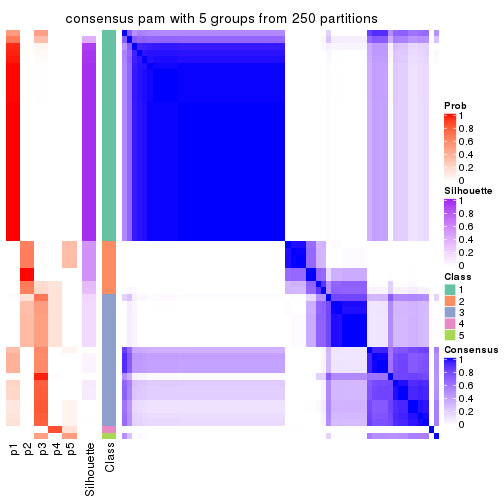 consensus pam with 5 groups from 250 partitions
Prob
1
0.8
0.6
0.4
0.2
0
Silhouette
1
0.8
0.6
0.4
0.2
0
Class
1
2
3
4
5
Consensus
1
0.8
0.6
0.4
0.2
0
p1
p2
p3
p4
p5
Silhouette
Class